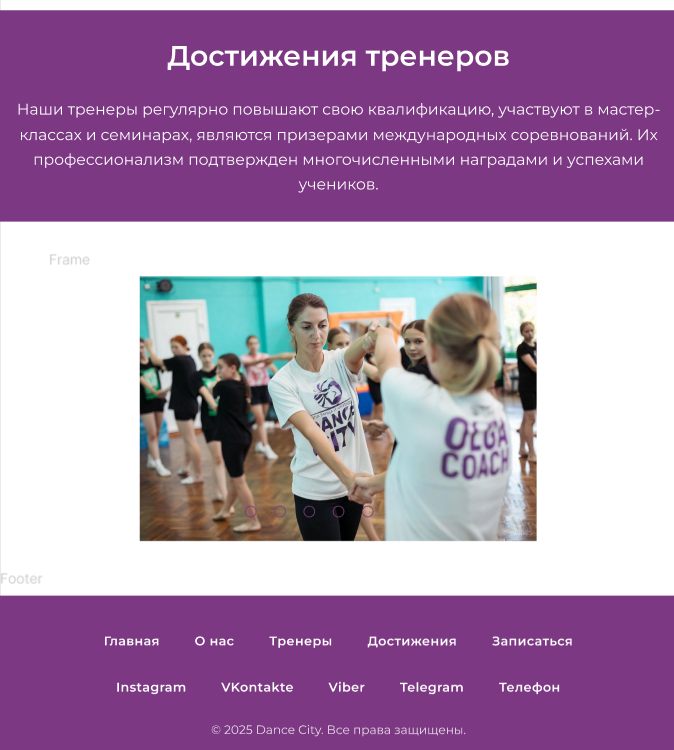 Достижения тренеров
Наши тренеры регулярно повышают свою квалификацию, участвуют в мастер-
классах и семинарах, являются призерами международных соревнований. Их
профессионализм подтвержден многочисленными наградами и успехами
учеников.
Frame
DANCE
CITY
OLGA
COACH
Footer
Главная О нас Тренеры Достижения Записаться
Instagram VKontakte Viber Telegram Телефон
© 2025 Dance City. Все права защищены.